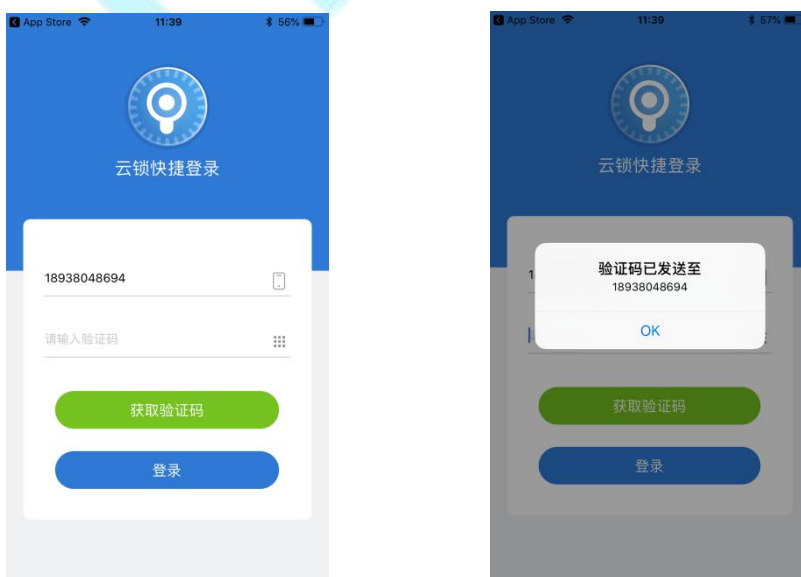 App Store
11:39
56%
云锁快捷登录
18938048694
请输入验证码
获取验证码
登录
App Store
11:39
57%
云锁快捷登录
1
验证码已发送至
18938048694
OK
获取验证码
登录